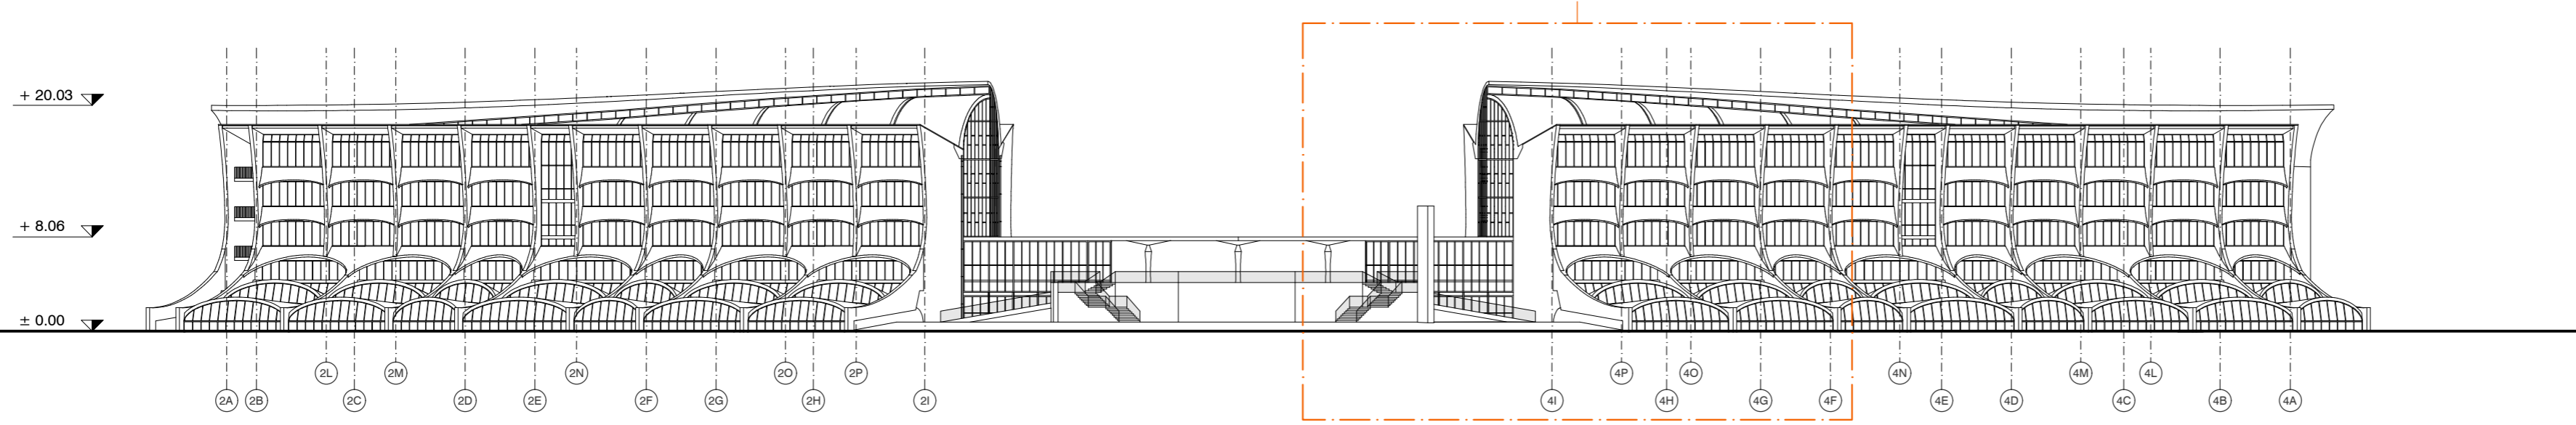 + 20.03
+ 8.06
± 0.00
2L 2M 2N 2O 2P 4P 4O 4N 4M 4L
2A 2B 2C 2D 2E 2F 2G 2H 2I 4I 4H 4G 4F 4E 4D 4C 4B 4A